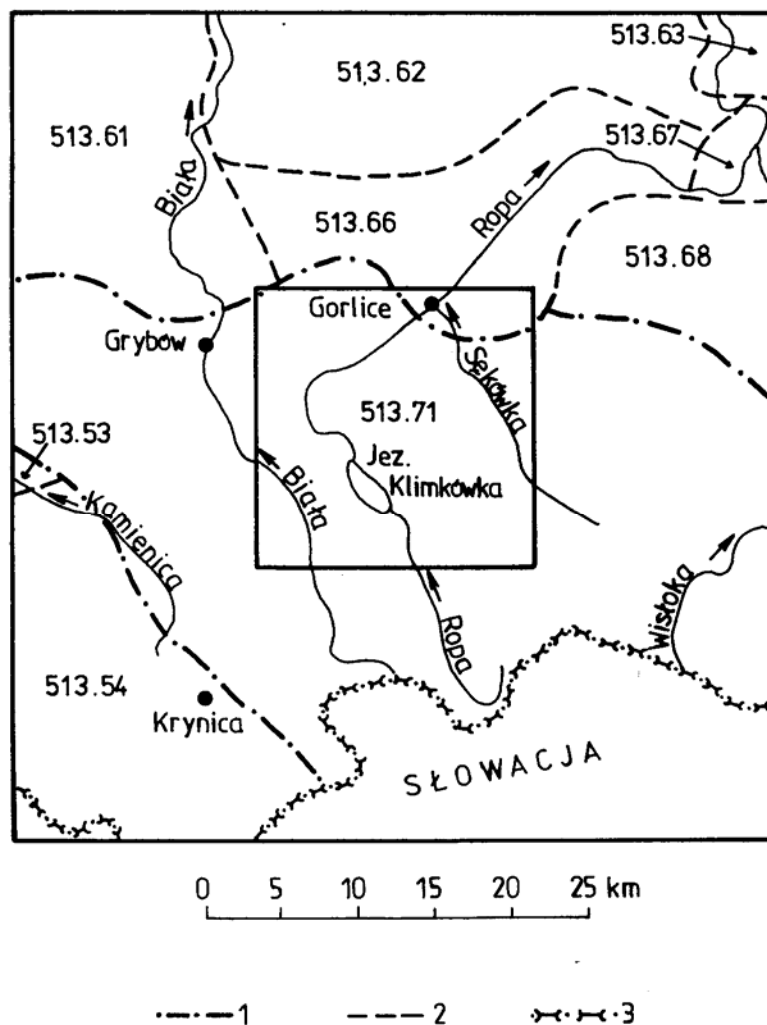 513.63
513.62
513.61
513.67
Biała
Ropa
513.66
513.68
Gorlice
Grybów
Sękówka
513.71
513.53
Jez.
Klimkówka
Biała
Kamienica
Wisłoka
Ropa
513.54
Krynica
SŁOWACJA
0 5 10 15 20 25 km
1 2 3